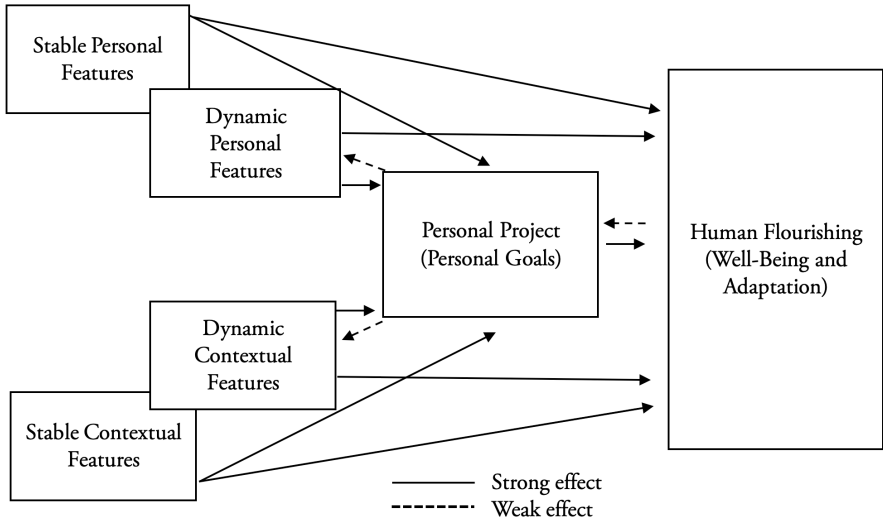 Stable Personal
Features
Dynamic
Personal
Features
Personal Project
(Personal Goals)
Human Flourishing
(Well-Being and
Adaptation)
Dynamic
Contextual
Features
Stable Contextual
Features
Strong effect
Weak effect